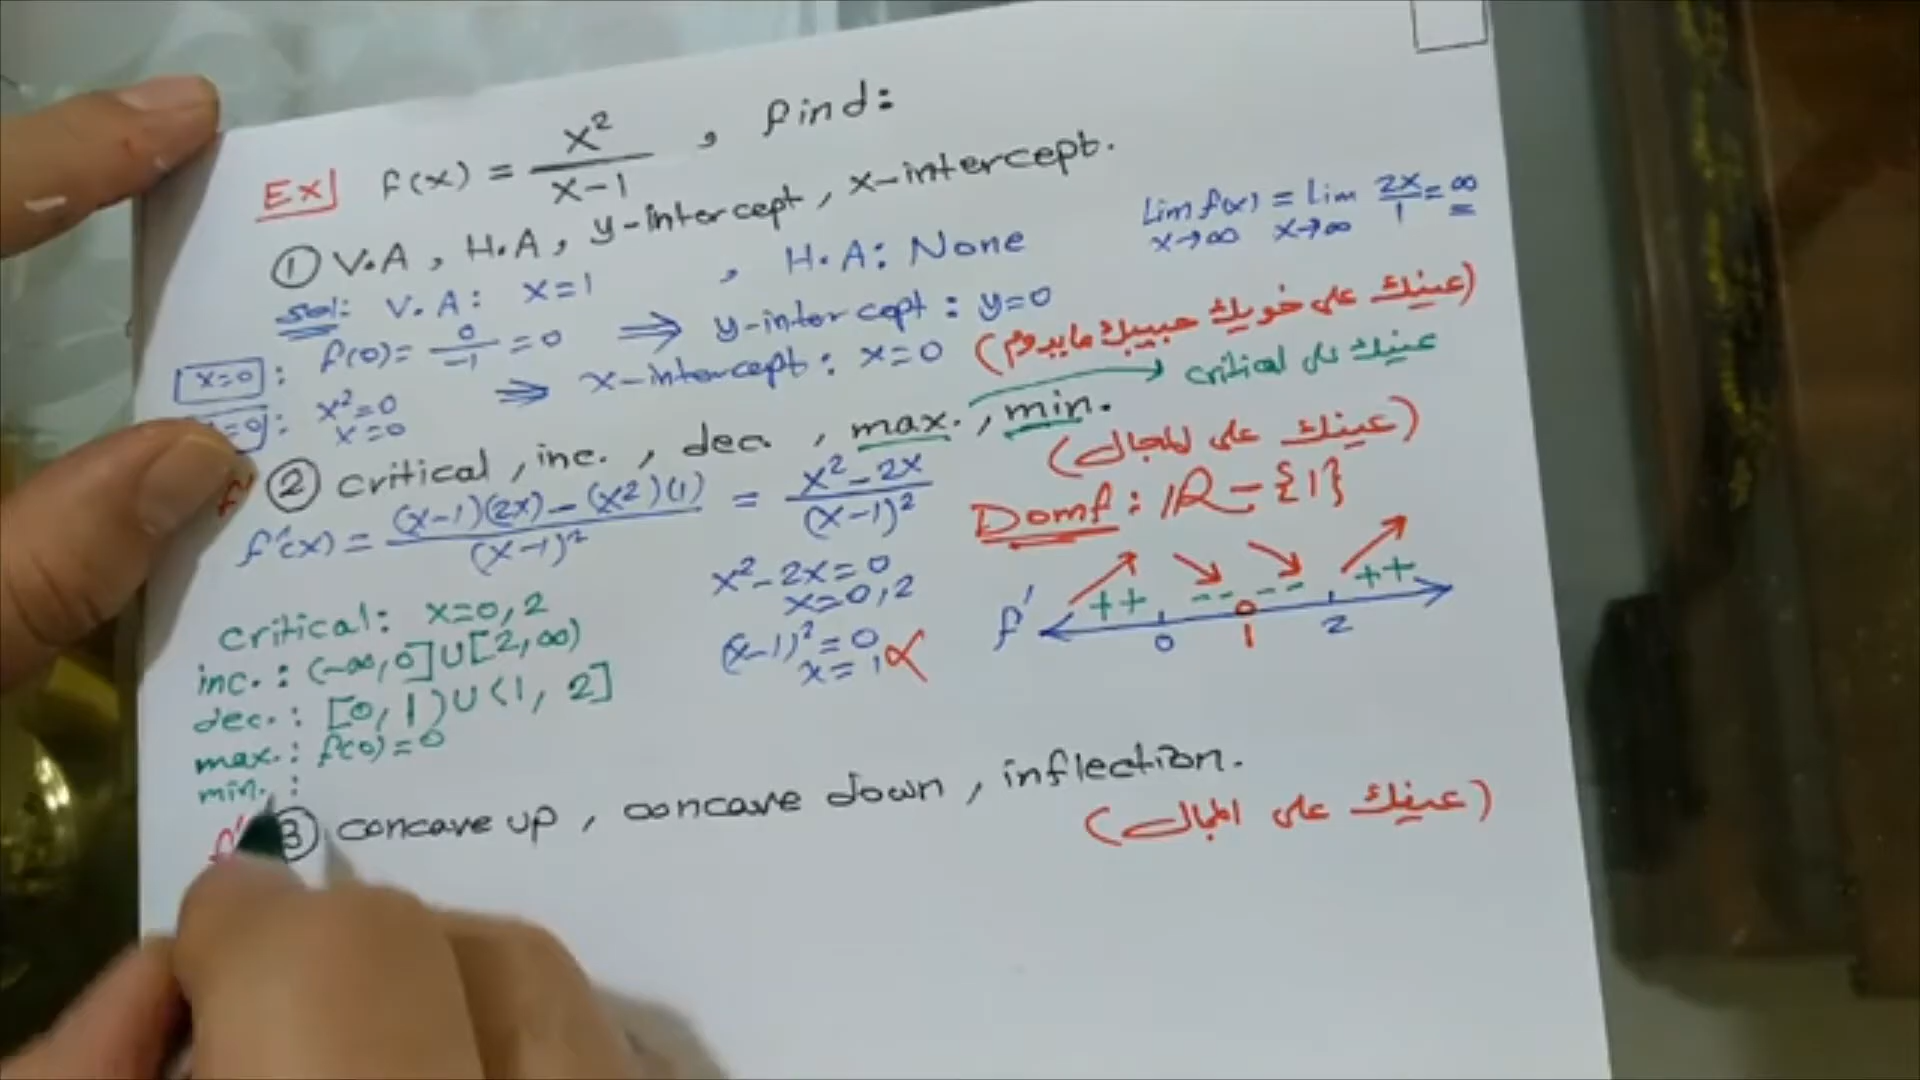 Ex] f(x) = x²/(x-1) , find:
① V.A , H.A , y-intercept , x-intercept.
Sol: V.A: x=1 , H.A: None
Lim f(x) = Lim 2x/1 = ∞
x→∞ x→∞
x=0 : f(0) = 0/-1 = 0 ⇒ y-intercept : y=0
=0 : x²=0 ⇒ x-intercept : x=0
x=0
(عينك على خويك حبيبك مايدوم)
عينك على critical
f' ② critical , inc. , dec. , max. , min.
(عينك على المجال)
f'(x) = ((x-1)(2x) - (x²)(1))/(x-1)² = (x²-2x)/(x-1)²
Domf : IR - {1}
x²-2x=0
x=0,2
(x-1)²=0
x=1
f' ++ -- -- ++
0 1 2
critical: x=0,2
inc. : (-∞,0]∪[2,∞)
dec. : [0,1)∪(1,2]
max. : f(0)=0
min. :
f' 3 concave up , concave down , inflection.
(عينك على المجال)